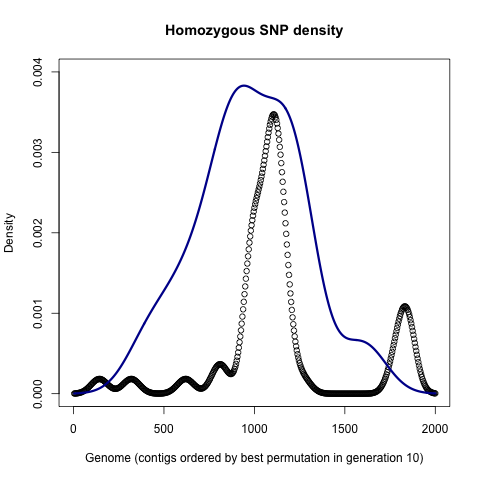 Homozygous SNP density
0.004
0.003
0.002
0.001
0.000
Density
0 500 1000 1500 2000
Genome (contigs ordered by best permutation in generation 10)